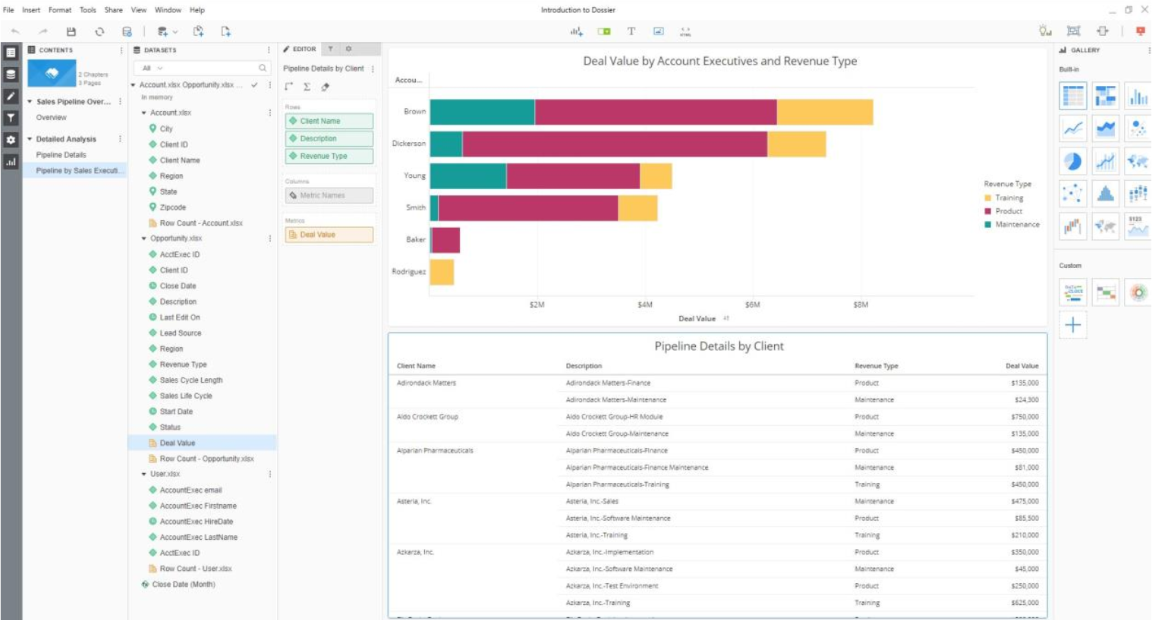 File Insert Format Tools Share View Window Help
Introduction to Dossier
CONTENTS
2 Chapters
3 Pages
Sales Pipeline Over...
Overview
Detailed Analysis
Pipeline Details
Pipeline by Sales Executi...
DATASETS
All
Account.xlsx Opportunity.xlsx ...
In memory
Account.xlsx
City
Client ID
Client Name
Region
State
Zipcode
Row Count - Account.xlsx
Opportunity.xlsx
AcctExec ID
Client ID
Close Date
Description
Last Edit On
Lead Source
Region
Revenue Type
Sales Cycle Length
Sales Life Cycle
Start Date
Status
Deal Value
Row Count - Opportunity.xlsx
User.xlsx
AccountExec email
AccountExec Firstname
AccountExec HireDate
AccountExec LastName
AcctExec ID
Row Count - User.xlsx
Close Date (Month)
EDITOR
Pipeline Details by Client
Rows
Client Name
Description
Revenue Type
Columns
Metric Names
Metrics
Deal Value
Deal Value by Account Executives and Revenue Type
Accou...
Brown
Dickerson
Young
Smith
Baker
Rodriguez
$2M $4M $6M $8M
Deal Value
Revenue Type
Training
Product
Maintenance
Pipeline Details by Client
Client Name Description Revenue Type Deal Value
Adirondack Matters Adirondack Matters-Finance Product $135,000
Adirondack Matters-Maintenance Maintenance $24,300
Aldo Crockett Group Aldo Crockett Group-HR Module Product $750,000
Aldo Crockett Group-Maintenance Maintenance $135,000
Alparian Pharmaceuticals Alparian Pharmaceuticals-Finance Product $450,000
Alparian Pharmaceuticals-Finance Maintenance Maintenance $81,000
Alparian Pharmaceuticals-Training Training $450,000
Asteria, Inc. Asteria, Inc.-Sales Maintenance $475,000
Asteria, Inc.-Software Maintenance Product $85,500
Asteria, Inc.-Training Training $210,000
Azkarza, Inc. Azkarza, Inc.-Implementation Product $350,000
Azkarza, Inc.-Software Maintenance Maintenance $45,000
Azkarza, Inc.-Test Environment Product $250,000
Azkarza, Inc.-Training Training $625,000
GALLERY
Built-in
Custom